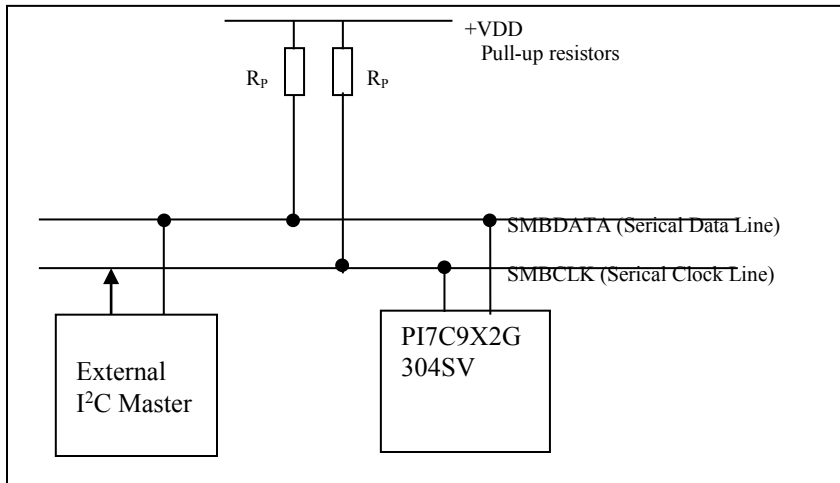 +VDD
Pull-up resistors
RP RP
SMBDATA (Serical Data Line)
SMBCLK (Serical Clock Line)
PI7C9X2G
304SV
External
I²C Master